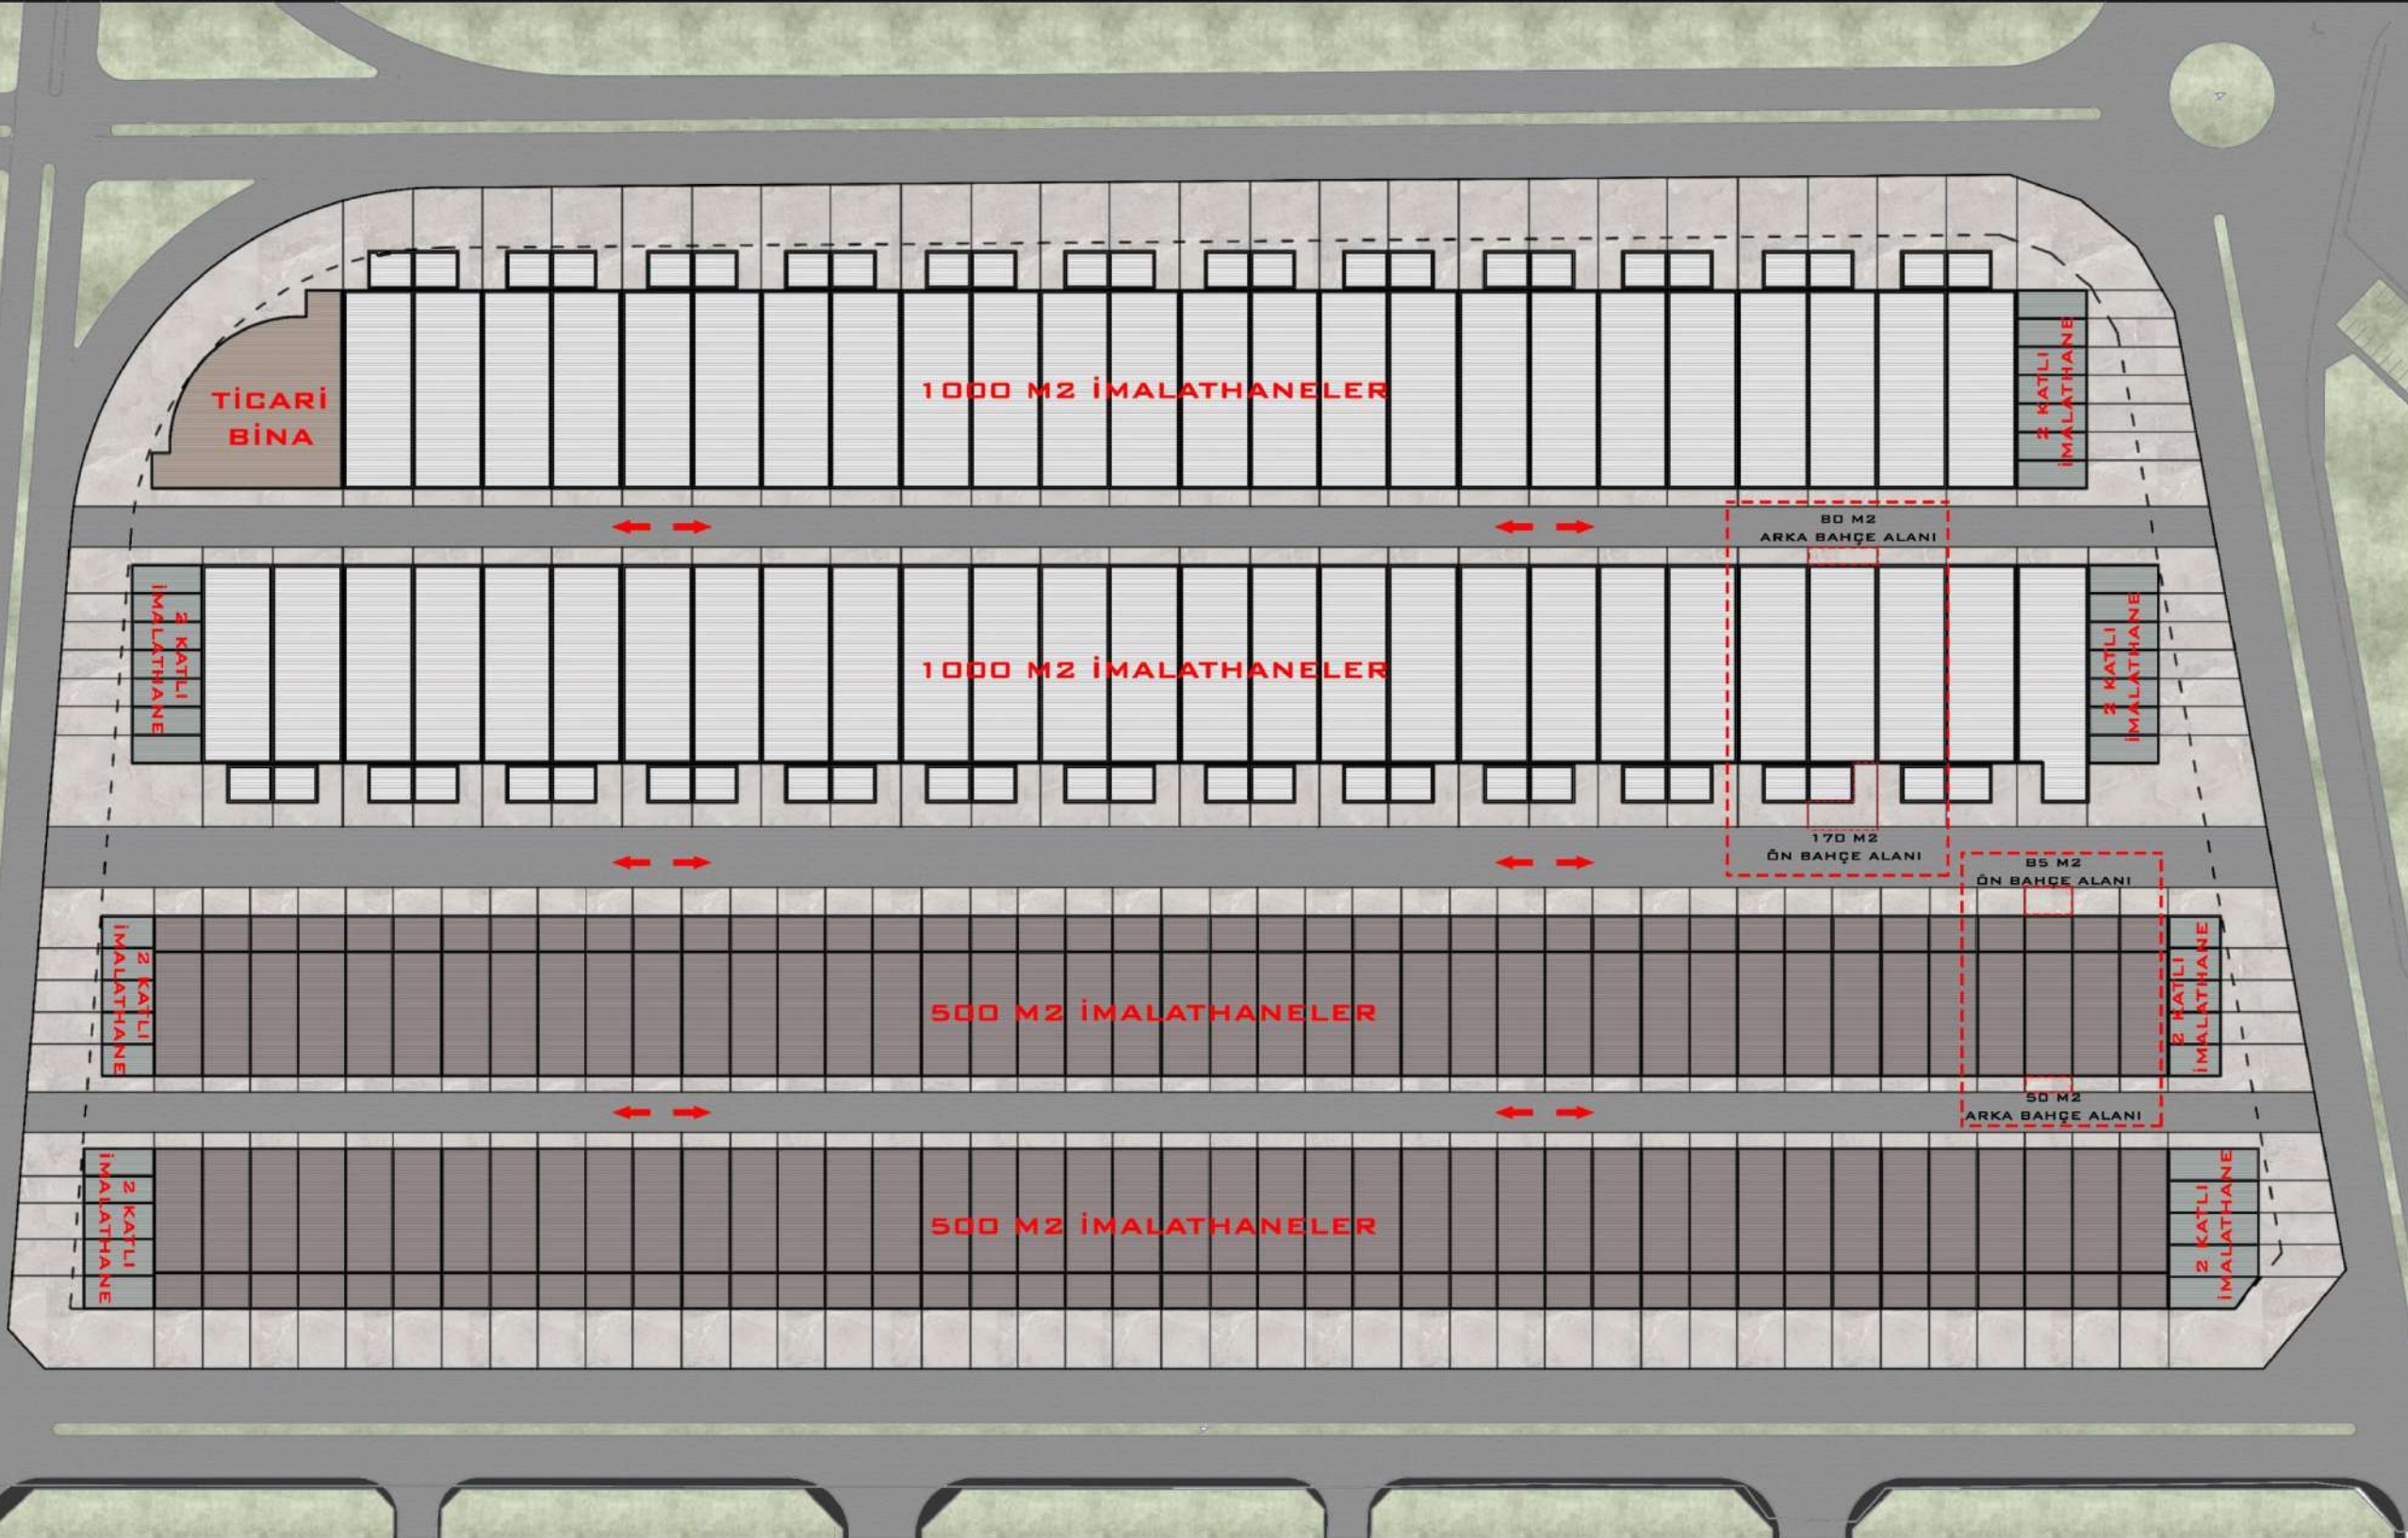 TİCARİ
BİNA
1000 M2 İMALATHANELER
2 KATLI
İMALATHANE
80 M2
ARKA BAHÇE ALANI
2 KATLI
İMALATHANE
1000 M2 İMALATHANELER
2 KATLI
İMALATHANE
170 M2
ÖN BAHÇE ALANI
85 M2
ÖN BAHÇE ALANI
2 KATLI
İMALATHANE
500 M2 İMALATHANELER
2 KATLI
İMALATHANE
50 M2
ARKA BAHÇE ALANI
2 KATLI
İMALATHANE
500 M2 İMALATHANELER
2 KATLI
İMALATHANE